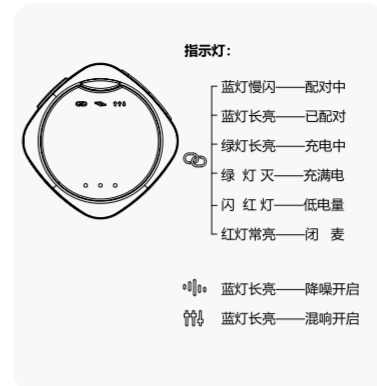 指示灯：
蓝灯慢闪——配对中
蓝灯长亮——已配对
绿灯长亮——充电中
绿 灯 灭——充满电
闪 红 灯——低电量
红灯常亮——闭 麦
蓝灯长亮——降噪开启
蓝灯长亮——混响开启